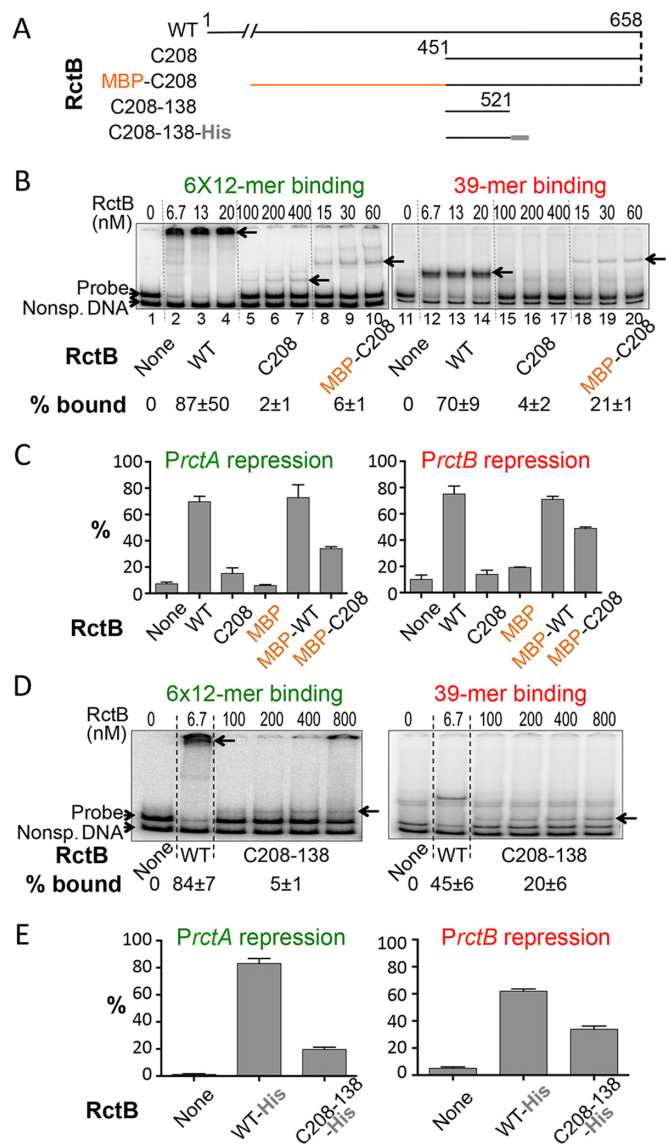 A
RctB
WT 1 658
C208 451
MBP-C208
C208-138 521
C208-138-His
B
6X12-mer binding 39-mer binding
RctB (nM) 0 6.7 13 20 100 200 400 15 30 60 0 6.7 13 20 100 200 400 15 30 60
Probe
Nonsp. DNA
1 2 3 4 5 6 7 8 9 10 11 12 13 14 15 16 17 18 19 20
RctB None WT C208 MBP-C208 None WT C208 MBP-C208
% bound 0 87±50 2±1 6±1 0 70±9 4±2 21±1
C
PrctA repression PrctB repression
%
100 100
80 80
60 60
40 40
20 20
0 0
RctB None WT C208 MBP MBP-WT MBP-C208 None WT C208 MBP MBP-WT MBP-C208
D
6x12-mer binding 39-mer binding
RctB (nM) 0 6.7 100 200 400 800 0 6.7 100 200 400 800
Probe
Nonsp. DNA
RctB None WT C208-138 None WT C208-138
% bound 0 84±7 5±1 0 45±6 20±6
E
PrctA repression PrctB repression
%
100 100
80 80
60 60
40 40
20 20
0 0
RctB None WT-His C208-138-His None WT-His C208-138-His